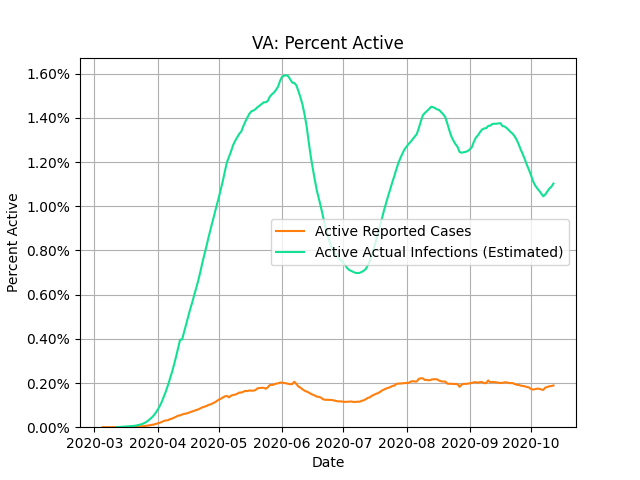 VA: Percent Active
1.60%
1.40%
1.20%
1.00%
0.80%
0.60%
0.40%
0.20%
0.00%
Percent Active
Active Reported Cases
Active Actual Infections (Estimated)
2020-03 2020-04 2020-05 2020-06 2020-07 2020-08 2020-09 2020-10
Date